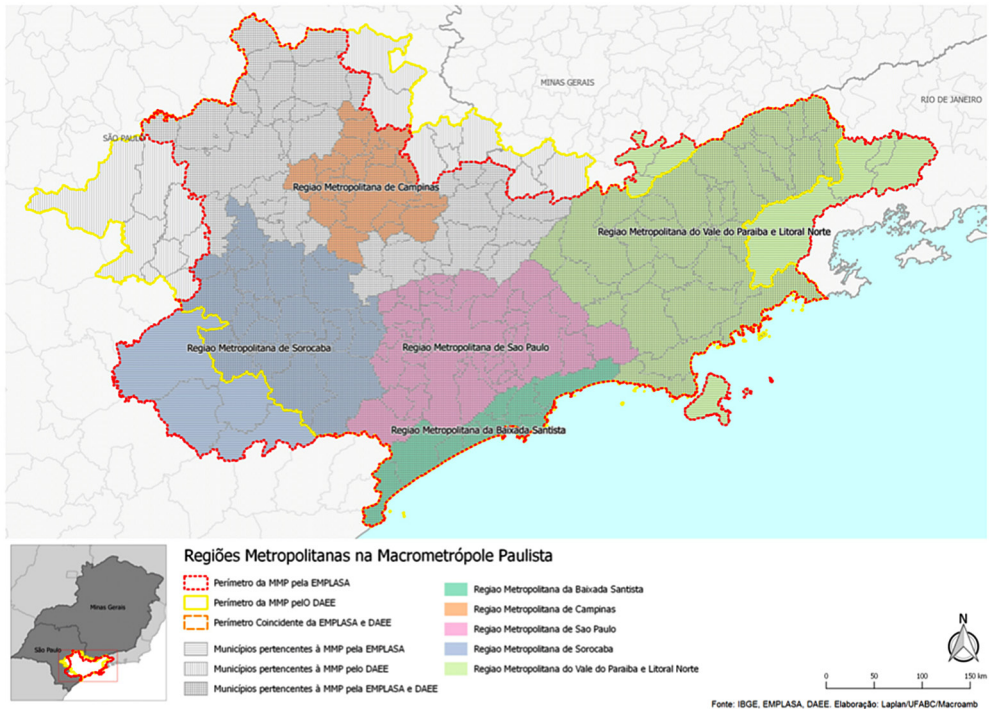 MINAS GERAIS
RIO DE JANEIRO
SÃO PAULO
Regiao Metropolitana de Campinas
Regiao Metropolitana do Vale do Paraiba e Litoral Norte
Regiao Metropolitana de Sorocaba
Regiao Metropolitana de Sao Paulo
Regiao Metropolitana da Baixada Santista
Minas Gerais
São Paulo
Regiões Metropolitanas na Macrometrópole Paulista
Perímetro da MMP pela EMPLASA
Perímetro da MMP pelO DAEE
Perímetro Coincidente da EMPLASA e DAEE
Municípios pertencentes à MMP pela EMPLASA
Municípios pertencentes à MMP pelo DAEE
Municípios pertencentes à MMP pela EMPLASA e DAEE
Regiao Metropolitana da Baixada Santista
Regiao Metropolitana de Campinas
Regiao Metropolitana de Sao Paulo
Regiao Metropolitana de Sorocaba
Regiao Metropolitana do Vale do Paraiba e Litoral Norte
N
0 50 100 150 km
Fonte: IBGE, EMPLASA, DAEE. Elaboração: Laplan/UFABC/Macroamb